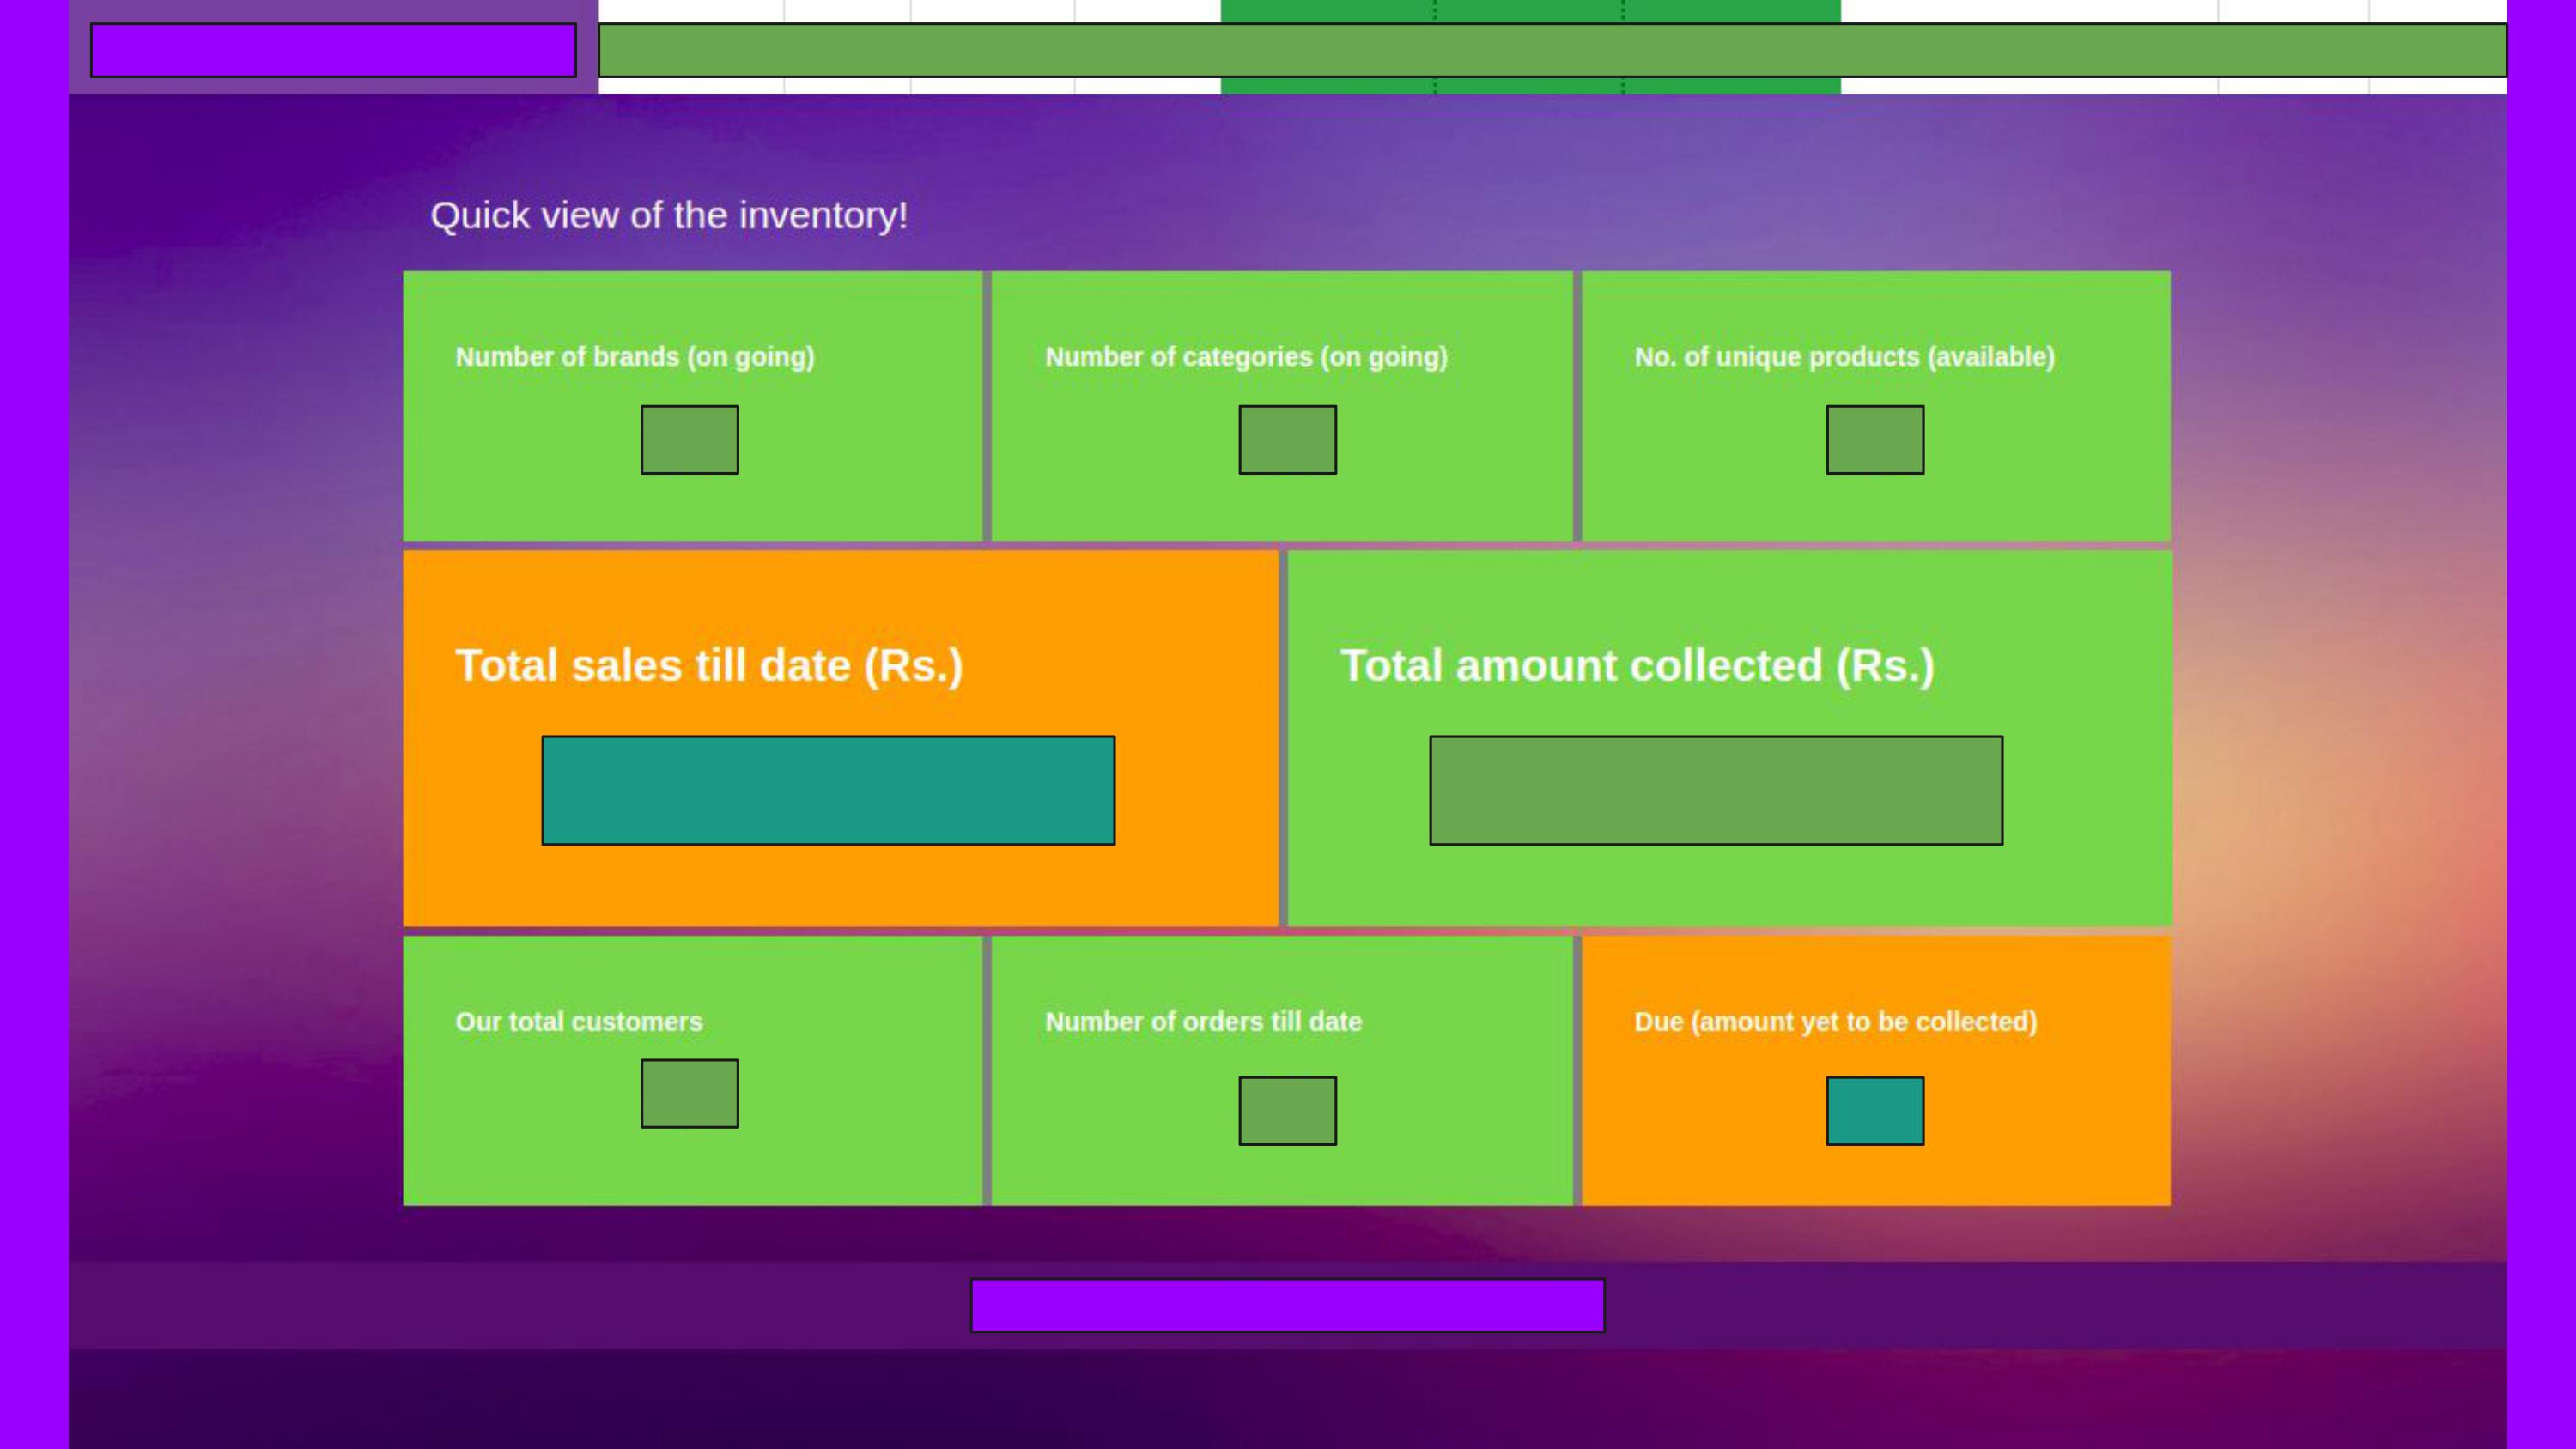 Quick view of the inventory!
Number of brands (on going)
Number of categories (on going)
No. of unique products (available)
Total sales till date (Rs.)
Total amount collected (Rs.)
Our total customers
Number of orders till date
Due (amount yet to be collected)